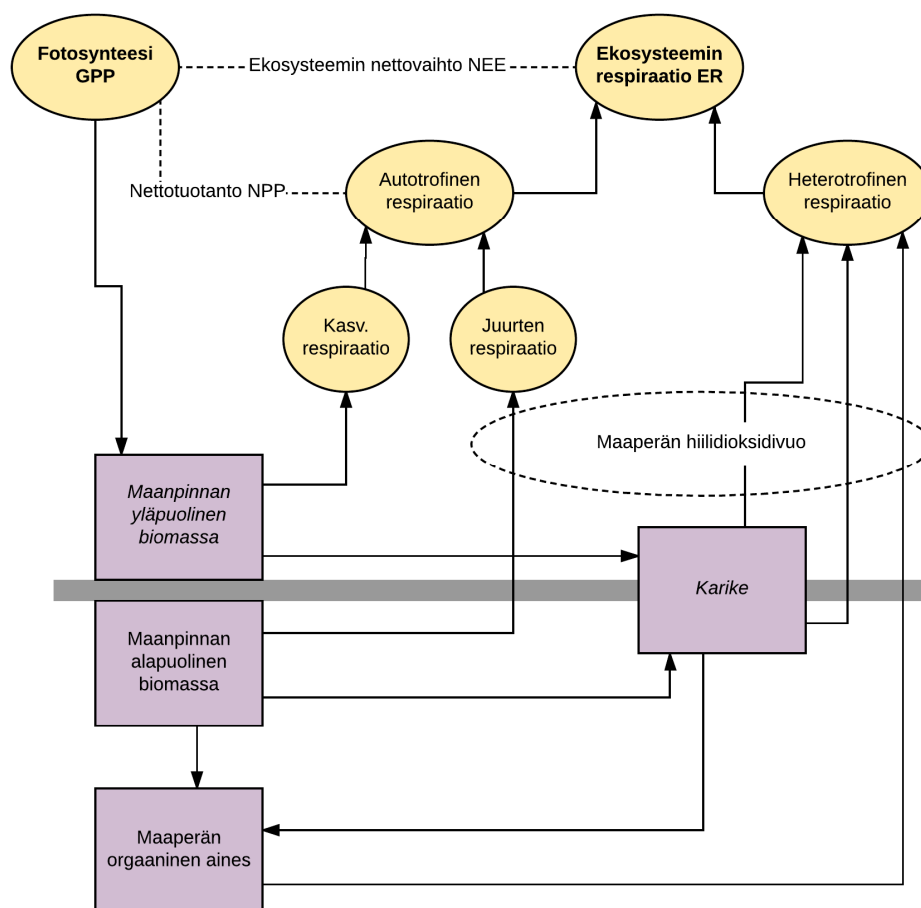 Fotosynteesi
GPP
Ekosysteemin nettovaihto NEE
Ekosysteemin
respiraatio ER
Nettotuotanto NPP
Autotrofinen
respiraatio
Heterotrofinen
respiraatio
Kasv.
respiraatio
Juurten
respiraatio
Maaperän hiilidioksidivuo
Maanpinnan
yläpuolinen
biomassa
Karike
Maanpinnan
alapuolinen
biomassa
Maaperän
orgaaninen aines